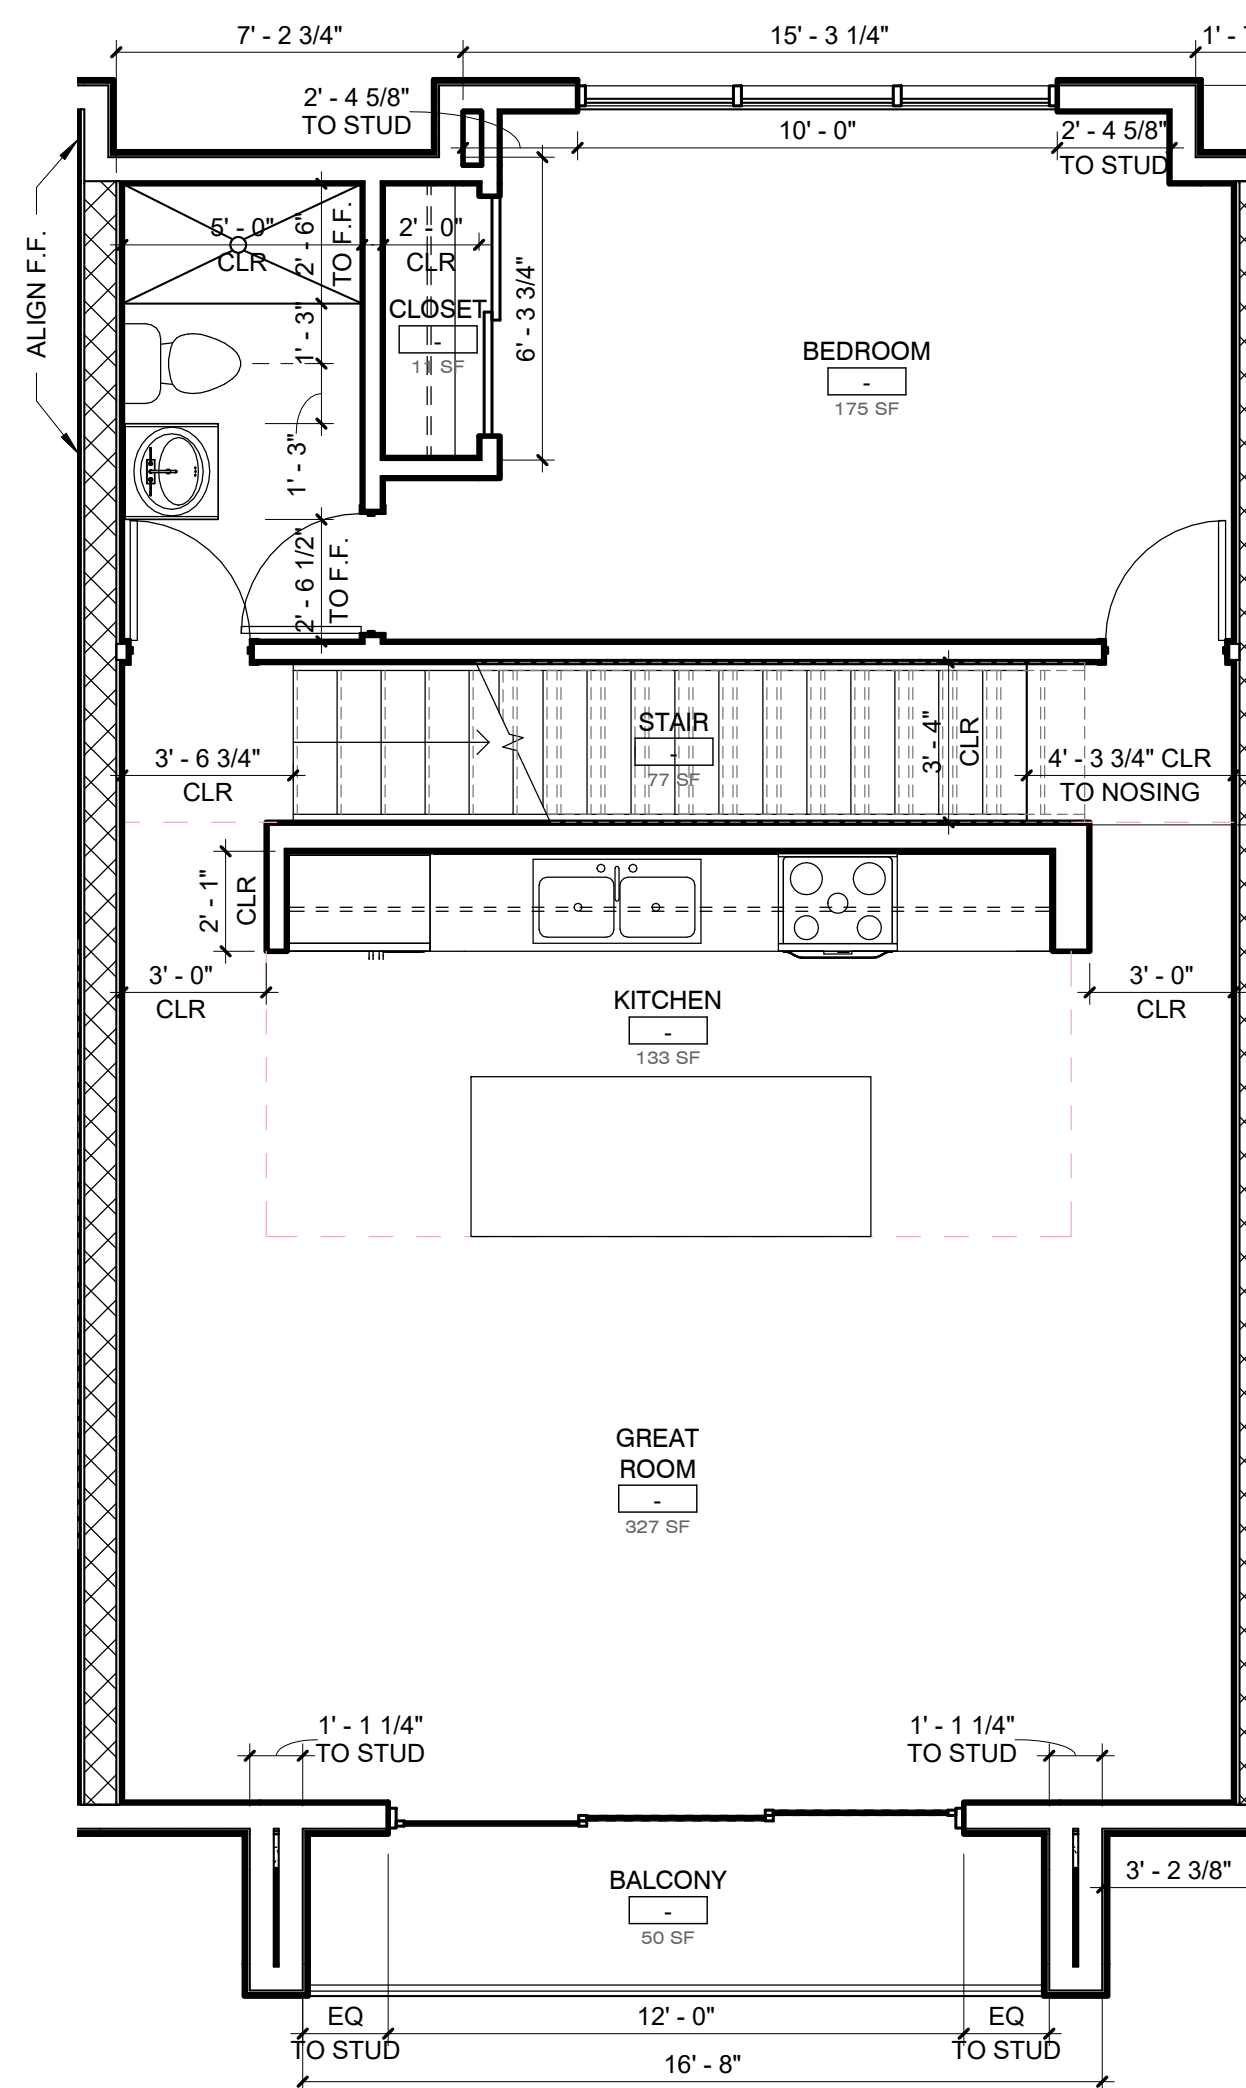 7' - 2 3/4"
15' - 3 1/4"
2' - 4 5/8"
TO STUD
10' - 0"
2' - 4 5/8"
TO STUD
ALIGN F.F.
5' - 0"
CLR
2' - 6"
TO F.F.
2' - 0"
CLR
CLOSET
-
11 SF
6' - 3 3/4"
1' - 3"
1' - 3"
BEDROOM
-
175 SF
2' - 6 1/2"
TO F.F.
STAIR
-
77 SF
3' - 4"
CLR
3' - 6 3/4"
CLR
4' - 3 3/4" CLR
TO NOSING
2' - 1"
CLR
3' - 0"
CLR
3' - 0"
CLR
KITCHEN
-
133 SF
GREAT
ROOM
-
327 SF
1' - 1 1/4"
TO STUD
1' - 1 1/4"
TO STUD
BALCONY
-
50 SF
3' - 2 3/8"
EQ
TO STUD
12' - 0"
EQ
TO STUD
16' - 8"